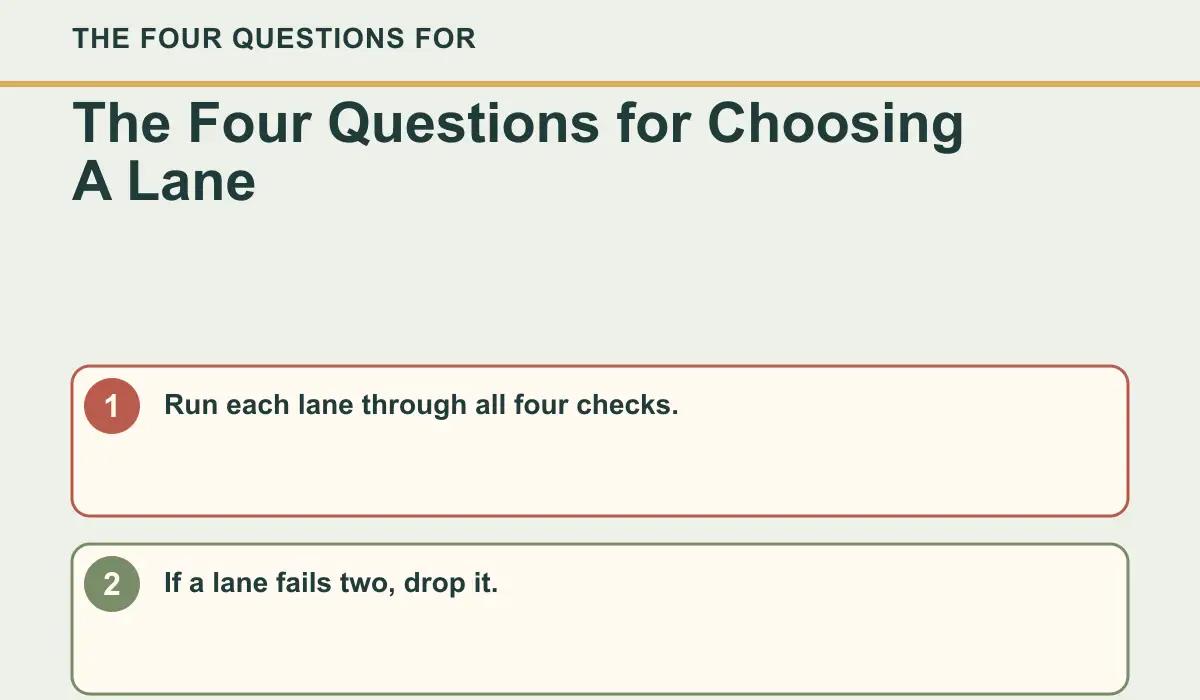 THE FOUR QUESTIONS FOR
The Four Questions for Choosing
A Lane
1 Run each lane through all four checks.
2 If a lane fails two, drop it.